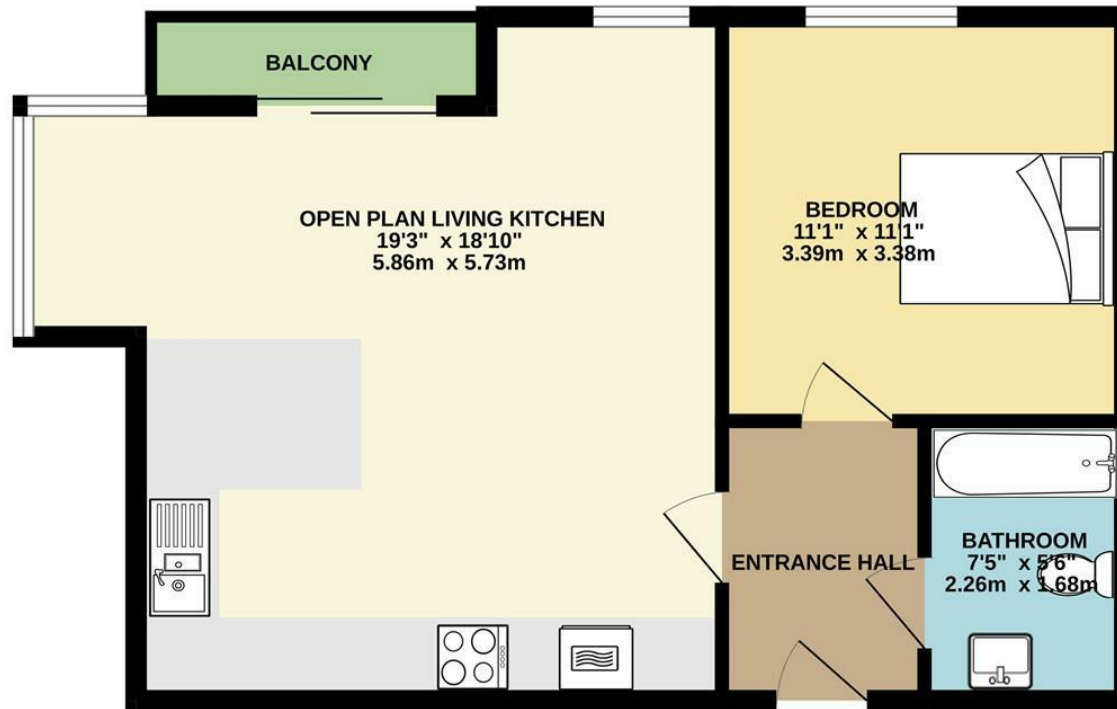 BALCONY
OPEN PLAN LIVING KITCHEN
19'3" x 18'10"
5.86m x 5.73m
BEDROOM
11'1" x 11'1"
3.39m x 3.38m
ENTRANCE HALL
BATHROOM
7'5" x 5'6"
2.26m x 1.68m